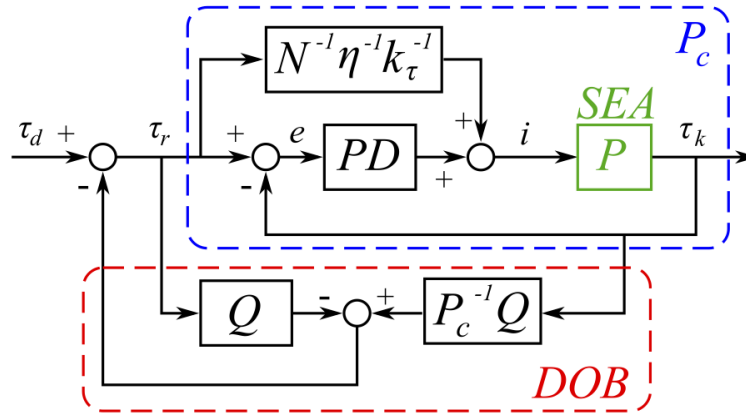 N⁻¹η⁻¹k_τ⁻¹
P_c
SEA
τ_d + τ_r + e PD + + i P τ_k
- -
Q - + P_c⁻¹Q
DOB